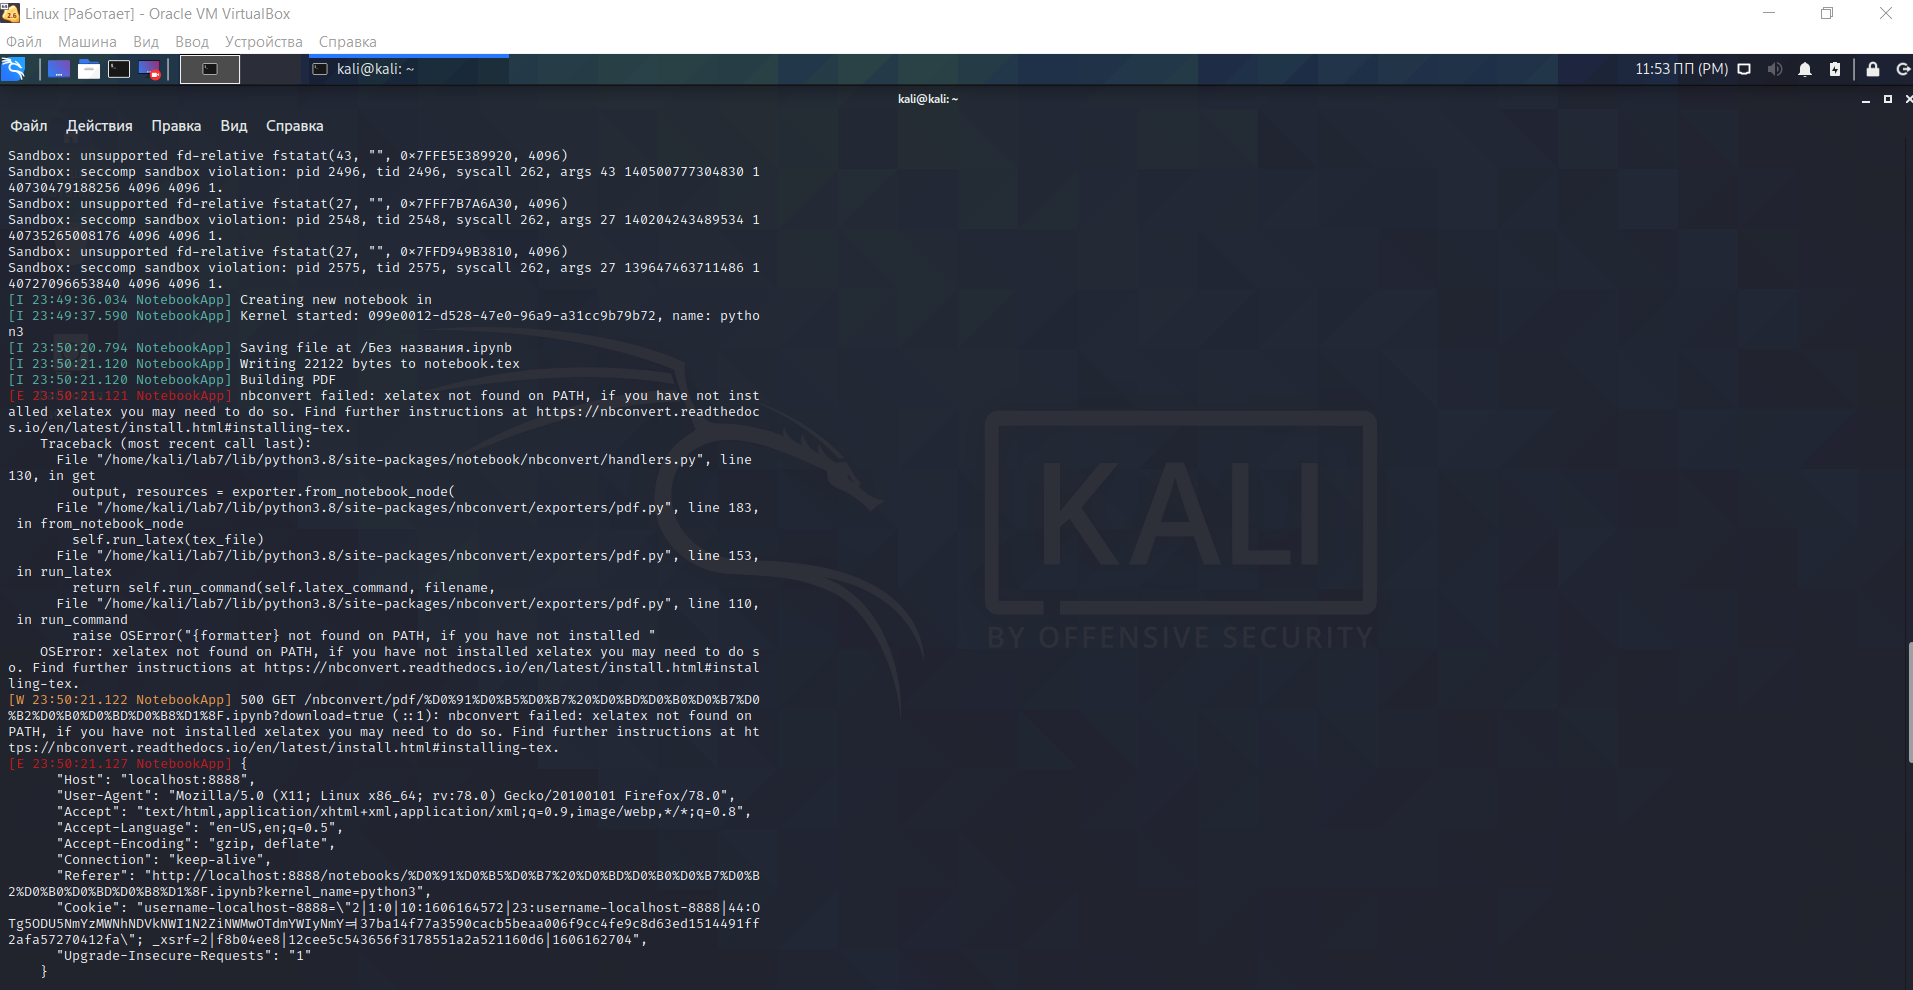 Linux [Работает] - Oracle VM VirtualBox
Файл Машина Вид Ввод Устройства Справка
kali@kali: ~
11:53 ПП (PM)
kali@kali: ~
Файл Действия Правка Вид Справка
Sandbox: unsupported fd-relative fstatat(43, "", 0×7FFE5E389920, 4096)
Sandbox: seccomp sandbox violation: pid 2496, tid 2496, syscall 262, args 43 140500777304830 1
40730479188256 4096 4096 1.
Sandbox: unsupported fd-relative fstatat(27, "", 0×7FFF7B7A6A30, 4096)
Sandbox: seccomp sandbox violation: pid 2548, tid 2548, syscall 262, args 27 140204243489534 1
40735265008176 4096 4096 1.
Sandbox: unsupported fd-relative fstatat(27, "", 0×7FFD949B3810, 4096)
Sandbox: seccomp sandbox violation: pid 2575, tid 2575, syscall 262, args 27 139647463711486 1
40727096653840 4096 4096 1.
[I 23:49:36.034 NotebookApp] Creating new notebook in
[I 23:49:37.590 NotebookApp] Kernel started: 099e0012-d528-47e0-96a9-a31cc9b79b72, name: pytho
n3
[I 23:50:20.794 NotebookApp] Saving file at /Без названия.ipynb
[I 23:50:21.120 NotebookApp] Writing 22122 bytes to notebook.tex
[I 23:50:21.120 NotebookApp] Building PDF
[E 23:50:21.121 NotebookApp] nbconvert failed: xelatex not found on PATH, if you have not inst
alled xelatex you may need to do so. Find further instructions at https://nbconvert.readthedoc
s.io/en/latest/install.html#installing-tex.
Traceback (most recent call last):
File "/home/kali/lab7/lib/python3.8/site-packages/notebook/nbconvert/handlers.py", line
130, in get
output, resources = exporter.from_notebook_node(
File "/home/kali/lab7/lib/python3.8/site-packages/nbconvert/exporters/pdf.py", line 183,
in from_notebook_node
self.run_latex(tex_file)
File "/home/kali/lab7/lib/python3.8/site-packages/nbconvert/exporters/pdf.py", line 153,
in run_latex
return self.run_command(self.latex_command, filename,
File "/home/kali/lab7/lib/python3.8/site-packages/nbconvert/exporters/pdf.py", line 110,
in run_command
raise OSError("{formatter} not found on PATH, if you have not installed "
OSError: xelatex not found on PATH, if you have not installed xelatex you may need to do s
o. Find further instructions at https://nbconvert.readthedocs.io/en/latest/install.html#instal
ling-tex.
[W 23:50:21.122 NotebookApp] 500 GET /nbconvert/pdf/%D0%91%D0%B5%D0%B7%20%D0%BD%D0%B0%D0%B7%D0
%B2%D0%B0%D0%BD%D0%B8%D1%8F.ipynb?download=true (::1): nbconvert failed: xelatex not found on
PATH, if you have not installed xelatex you may need to do so. Find further instructions at ht
tps://nbconvert.readthedocs.io/en/latest/install.html#installing-tex.
[E 23:50:21.127 NotebookApp] {
"Host": "localhost:8888",
"User-Agent": "Mozilla/5.0 (X11; Linux x86_64; rv:78.0) Gecko/20100101 Firefox/78.0",
"Accept": "text/html,application/xhtml+xml,application/xml;q=0.9,image/webp,*/*;q=0.8",
"Accept-Language": "en-US,en;q=0.5",
"Accept-Encoding": "gzip, deflate",
"Connection": "keep-alive",
"Referer": "http://localhost:8888/notebooks/%D0%91%D0%B5%D0%B7%20%D0%BD%D0%B0%D0%B7%D0%B
2%D0%B0%D0%BD%D0%B8%D1%8F.ipynb?kernel_name=python3",
"Cookie": "username-localhost-8888=\"2|1:0|10:1606164572|23:username-localhost-8888|44:O
Tg5ODU5NmYzMWNhNDVkNWI1N2ZiNWMwOTdmYWIyNmY=|37ba14f77a3590cacb5beaa006f9cc4fe9c8d63ed1514491ff
2afa57270412fa\"; _xsrf=2|f8b04ee8|12cee5c543656f3178551a2a521160d6|1606162704",
"Upgrade-Insecure-Requests": "1"
}
KALI
BY OFFENSIVE SECURITY